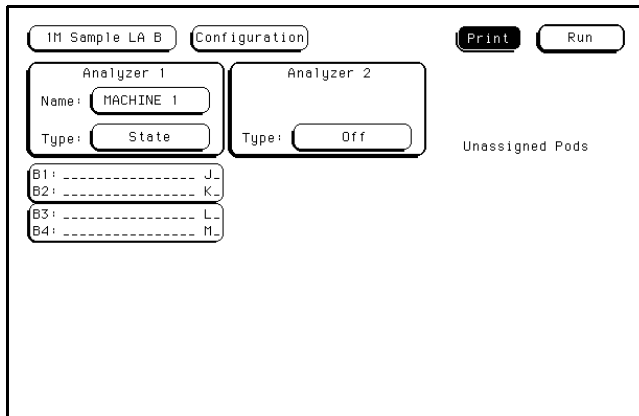 1M Sample LA B Configuration Print Run
Analyzer 1
Name: MACHINE 1
Type: State
Analyzer 2
Type: Off
Unassigned Pods
B1: ________________ J_
B2: ________________ K_
B3: ________________ L_
B4: ________________ M_